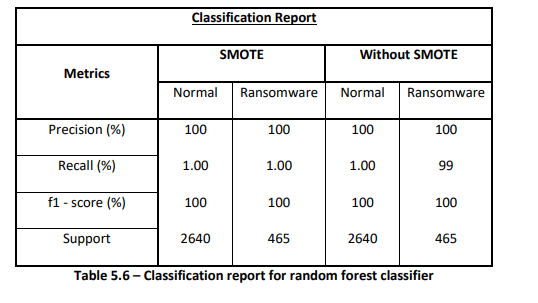 Classification Report
Metrics SMOTE Without SMOTE
Normal Ransomware Normal Ransomware
Precision (%) 100 100 100 100
Recall (%) 1.00 1.00 1.00 99
f1 - score (%) 100 100 100 100
Support 2640 465 2640 465
Table 5.6 – Classification report for random forest classifier